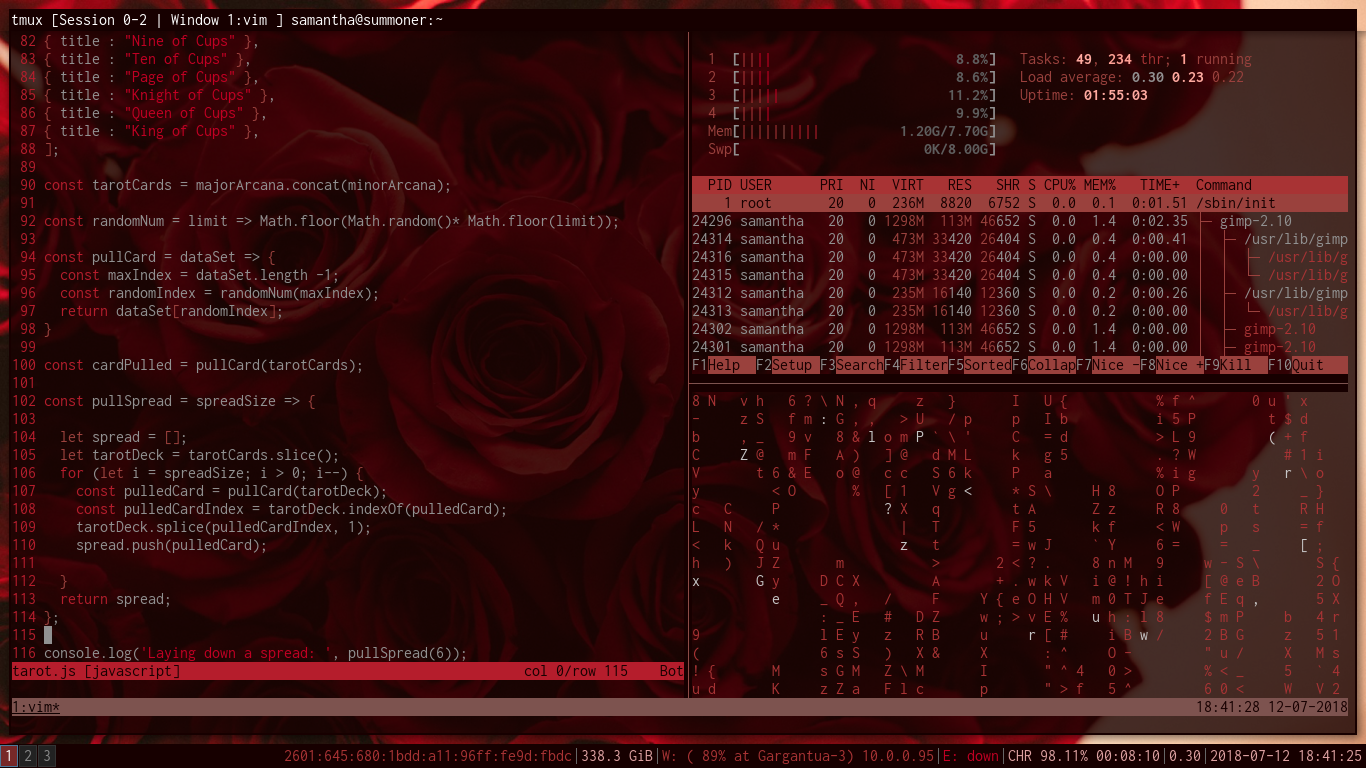 tmux [Session 0-2 | Window 1:vim ] samantha@summoner:~
82 { title : "Nine of Cups" },
83 { title : "Ten of Cups" },
84 { title : "Page of Cups" },
85 { title : "Knight of Cups" },
86 { title : "Queen of Cups" },
87 { title : "King of Cups" },
88 ];
89
90 const tarotCards = majorArcana.concat(minorArcana);
91
92 const randomNum = limit => Math.floor(Math.random()* Math.floor(limit));
93
94 const pullCard = dataSet => {
95   const maxIndex = dataSet.length -1;
96   const randomIndex = randomNum(maxIndex);
97   return dataSet[randomIndex];
98 }
99
100 const cardPulled = pullCard(tarotCards);
101
102 const pullSpread = spreadSize => {
103
104   let spread = [];
105   let tarotDeck = tarotCards.slice();
106   for (let i = spreadSize; i > 0; i--) {
107     const pulledCard = pullCard(tarotDeck);
108     const pulledCardIndex = tarotDeck.indexOf(pulledCard);
109     tarotDeck.splice(pulledCardIndex, 1);
110     spread.push(pulledCard);
111
112   }
113   return spread;
114 };
115
116 console.log('Laying down a spread: ', pullSpread(6));
tarot.js [javascript] col 0/row 115 Bot
1 [|||| 8.8%] Tasks: 49, 234 thr; 1 running
2 [|||| 8.6%] Load average: 0.30 0.23 0.22
3 [||||| 11.2%] Uptime: 01:55:03
4 [|||| 9.9%]
Mem[|||||||||| 1.20G/7.70G]
Swp[ 0K/8.00G]
PID USER PRI NI VIRT RES SHR S CPU% MEM% TIME+ Command
1 root 20 0 236M 8820 6752 S 0.0 0.1 0:01.51 /sbin/init
24296 samantha 20 0 1298M 113M 46652 S 0.0 1.4 0:02.35 ├─ gimp-2.10
24314 samantha 20 0 473M 33420 26404 S 0.0 0.4 0:00.41 │ ├─ /usr/lib/gimp
24316 samantha 20 0 473M 33420 26404 S 0.0 0.4 0:00.00 │ │ ├─ /usr/lib/g
24315 samantha 20 0 473M 33420 26404 S 0.0 0.4 0:00.00 │ │ └─ /usr/lib/g
24312 samantha 20 0 235M 16140 12360 S 0.0 0.2 0:00.26 │ ├─ /usr/lib/gimp
24313 samantha 20 0 235M 16140 12360 S 0.0 0.2 0:00.00 │ │ └─ /usr/lib/g
24302 samantha 20 0 1298M 113M 46652 S 0.0 1.4 0:00.00 │ ├─ gimp-2.10
24301 samantha 20 0 1298M 113M 46652 S 0.0 1.4 0:00.00 │ ├─ gimp-2.10
F1Help F2Setup F3SearchF4FilterF5SortedF6CollapF7Nice -F8Nice +F9Kill F10Quit
1:vim* 18:41:28 12-07-2018
1 2 3 2601:645:680:1bdd:a11:96ff:fe9d:fbdc|338.3 GiB|W: ( 89% at Gargantua-3) 10.0.0.95|E: down|CHR 98.11% 00:08:10|0.30|2018-07-12 18:41:25